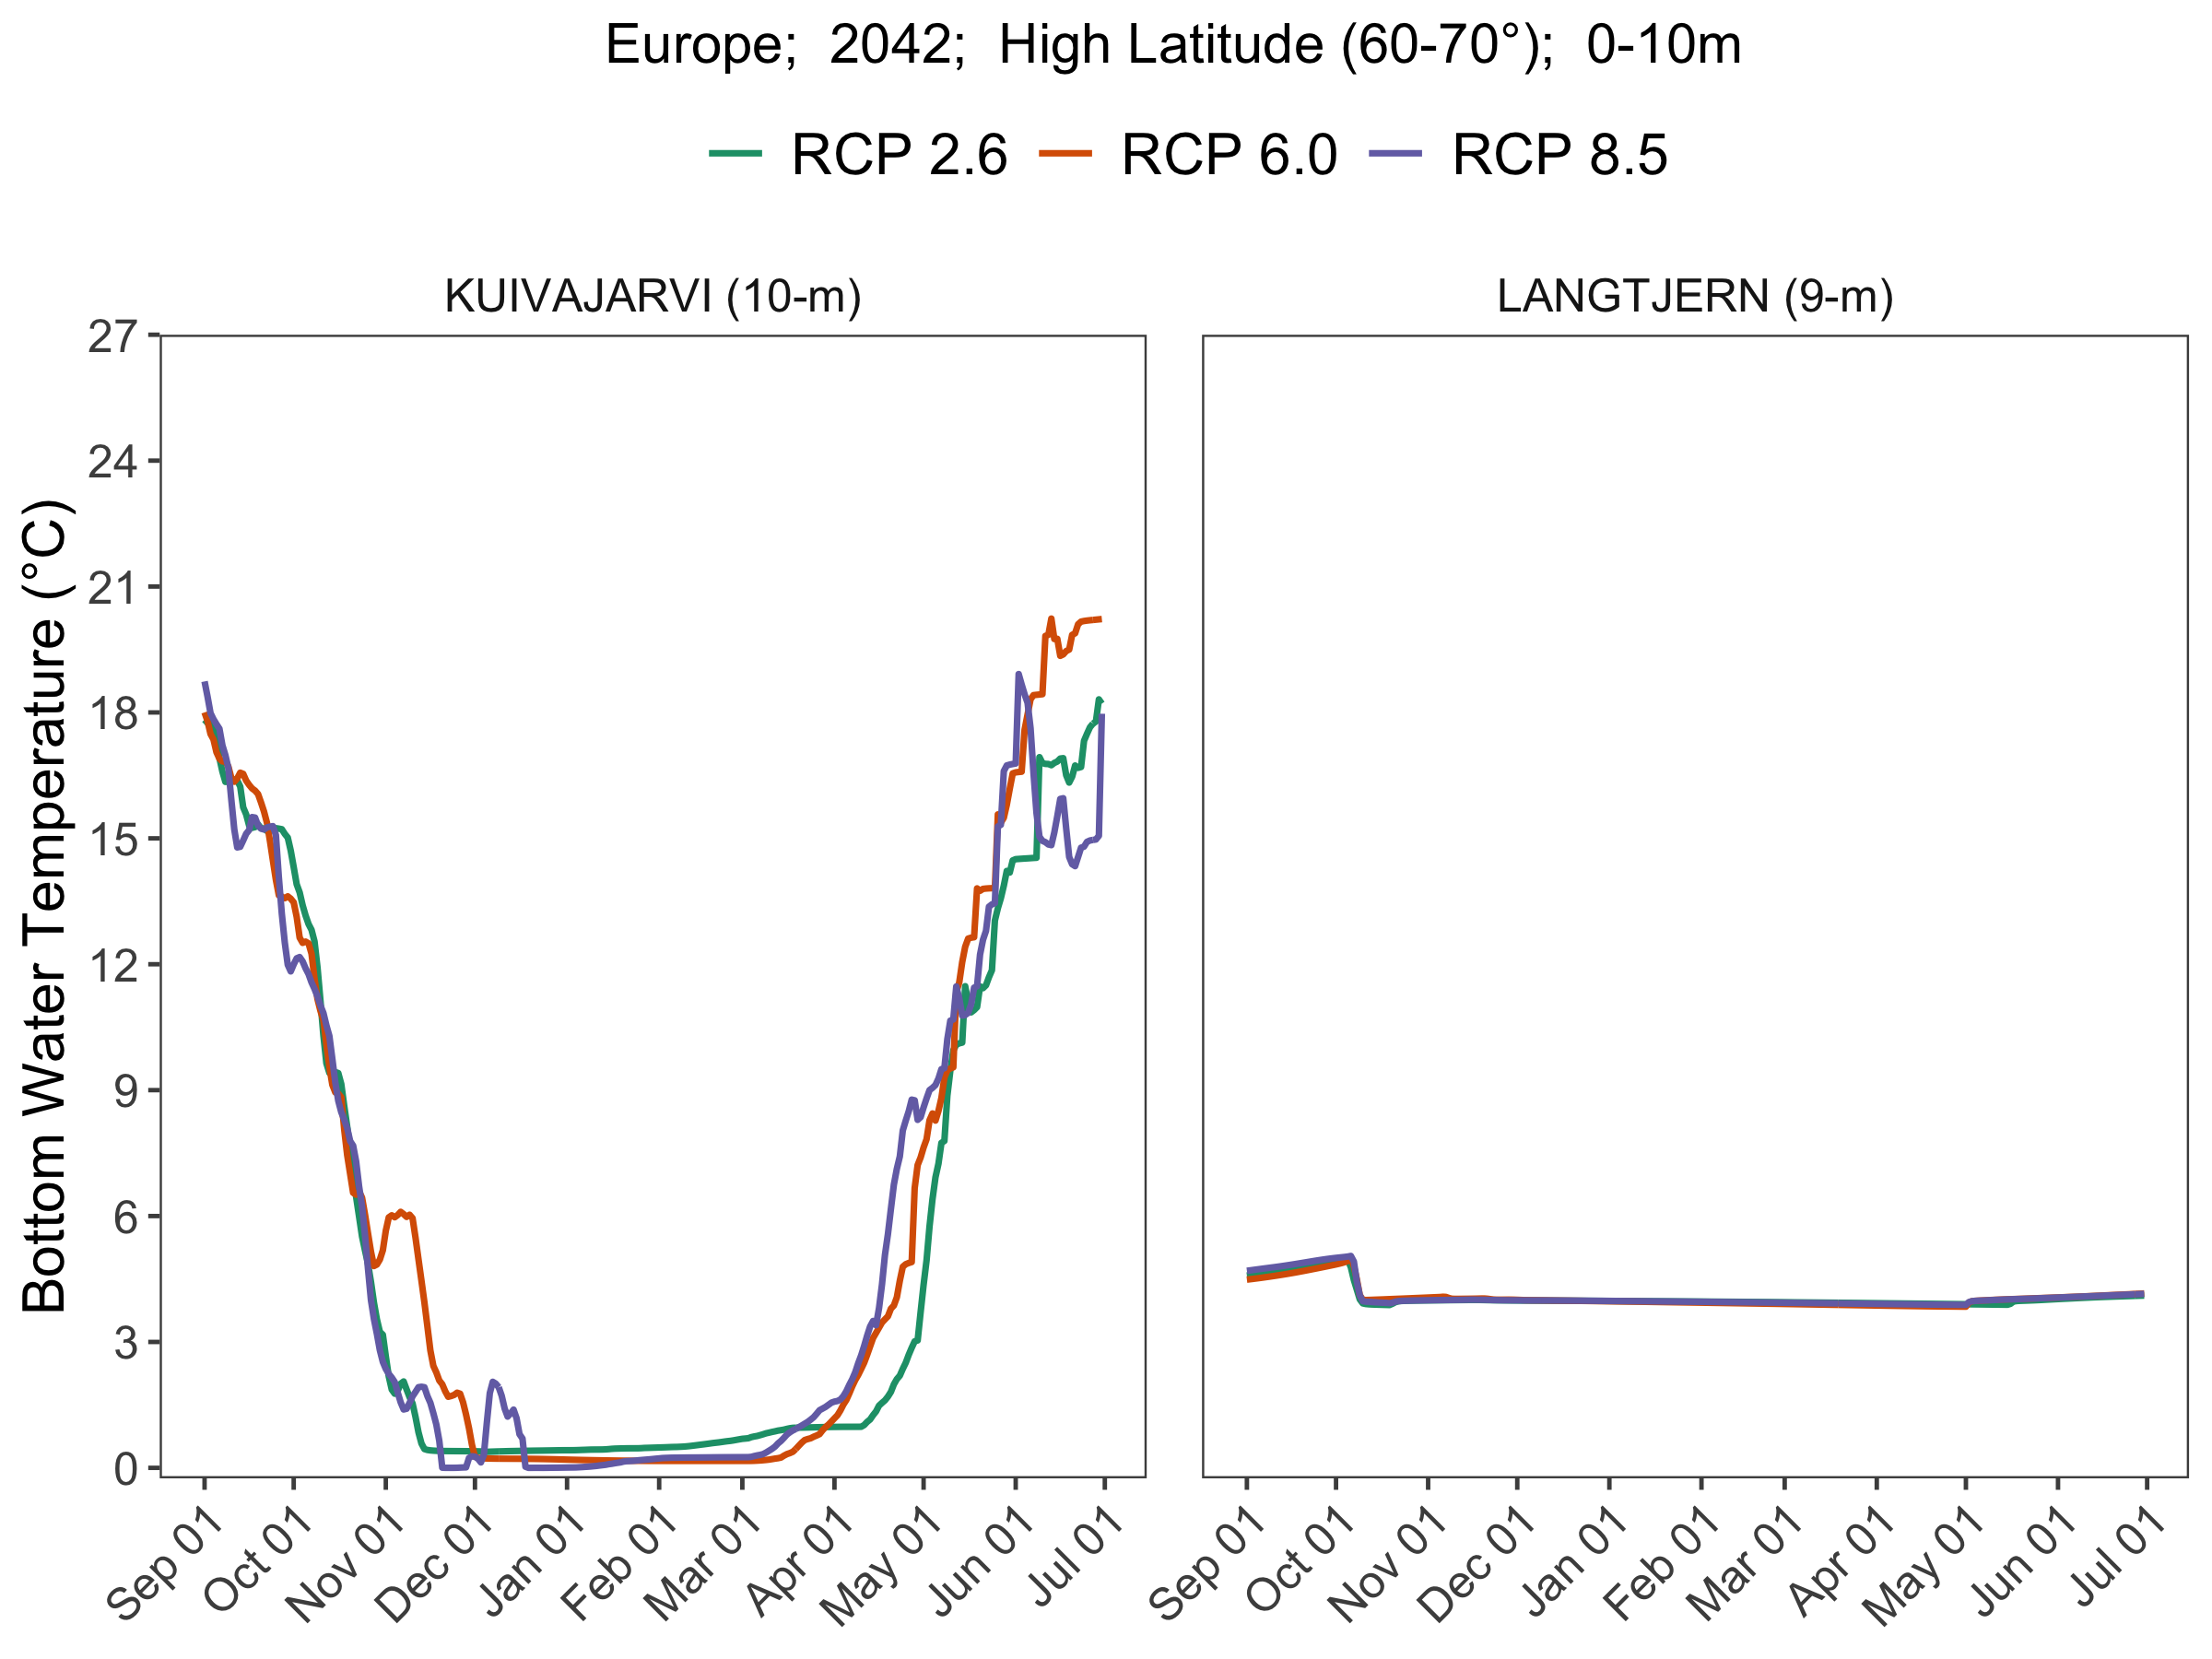 Europe;  2042;  High Latitude (60-70°);  0-10m
RCP 2.6 RCP 6.0 RCP 8.5
KUIVAJARVI (10-m)
LANGTJERN (9-m)
Bottom Water Temperature (°C)
27
24
21
18
15
12
9
6
3
0
Sep 01 Oct 01 Nov 01 Dec 01 Jan 01 Feb 01 Mar 01 Apr 01 May 01 Jun 01 Jul 01
Sep 01 Oct 01 Nov 01 Dec 01 Jan 01 Feb 01 Mar 01 Apr 01 May 01 Jun 01 Jul 01